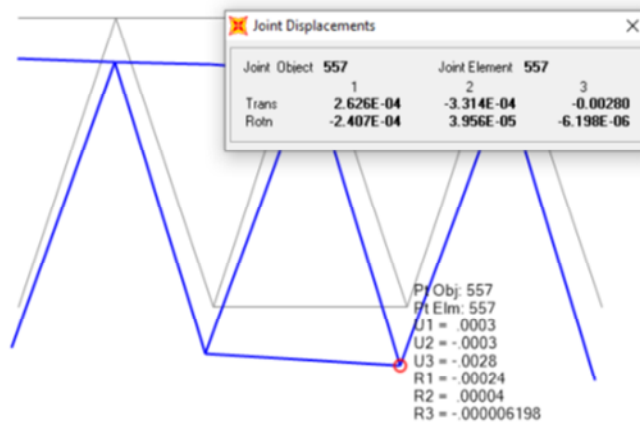 Joint Displacements
Joint Object 557 Joint Element 557
1 2 3
Trans 2.626E-04 -3.314E-04 -0.00280
Rotn -2.407E-04 3.956E-05 -6.198E-06
Pt Obj: 557
Pt Elm: 557
U1 = .0003
U2 = -.0003
U3 = -.0028
R1 = -.00024
R2 = .00004
R3 = -.000006198